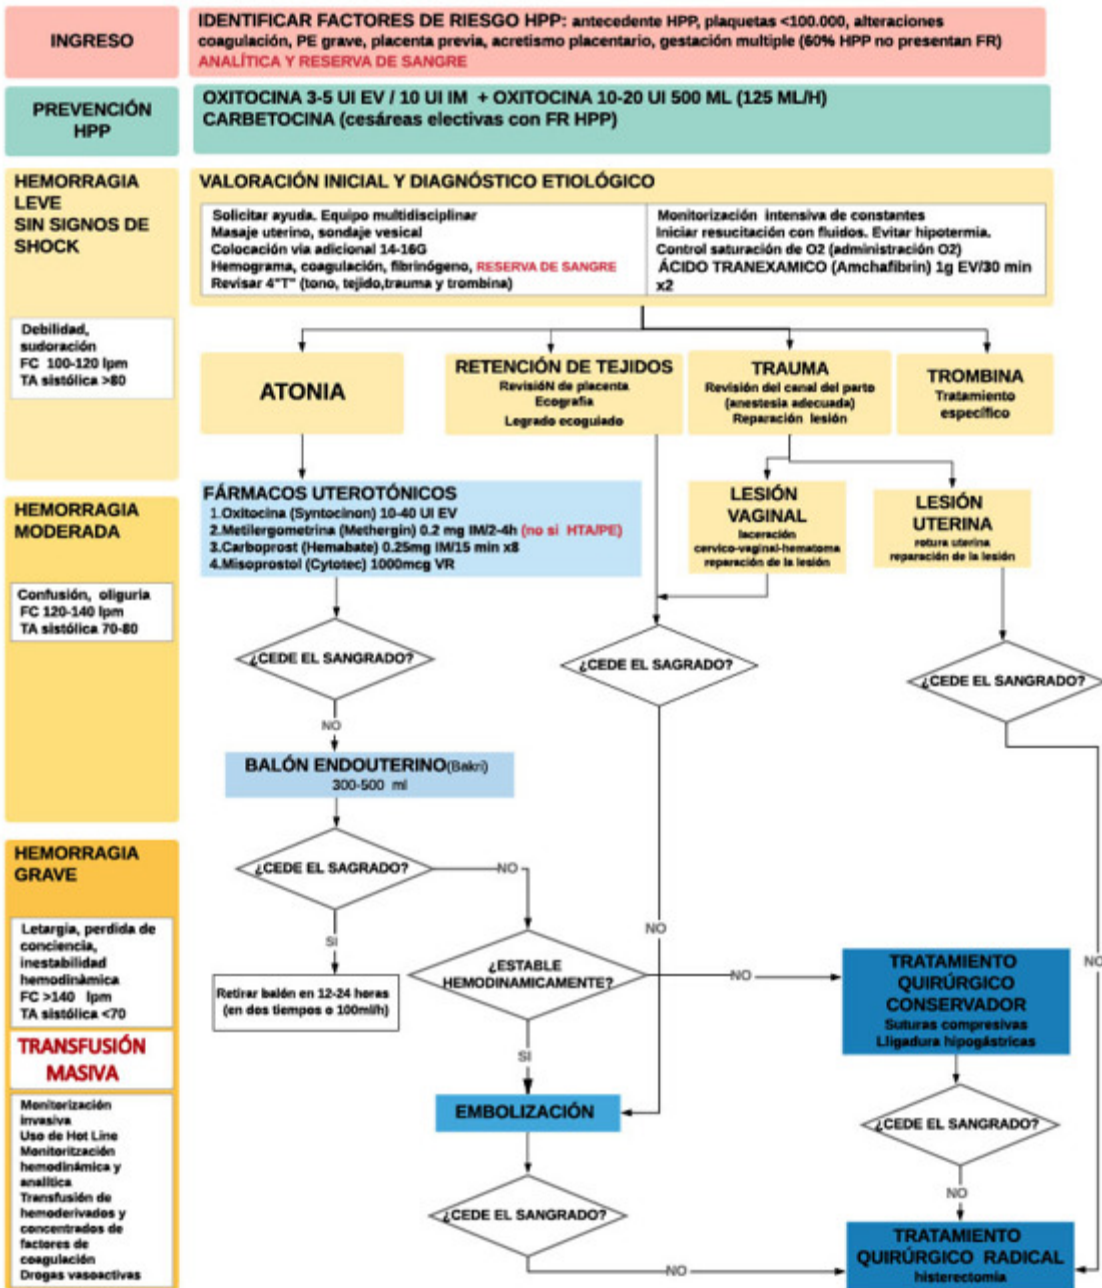 INGRESO
IDENTIFICAR FACTORES DE RIESGO HPP: antecedente HPP, plaquetas <100.000, alteraciones
coagulación, PE grave, placenta previa, acretismo placentario, gestación multiple (60% HPP no presentan FR)
ANALÍTICA Y RESERVA DE SANGRE
PREVENCIÓN
HPP
OXITOCINA 3-5 UI EV / 10 UI IM + OXITOCINA 10-20 UI 500 ML (125 ML/H)
CARBETOCINA (cesáreas electivas con FR HPP)
HEMORRAGIA
LEVE
SIN SIGNOS DE
SHOCK
Debilidad,
sudoración
FC 100-120 lpm
TA sistólica >80
VALORACIÓN INICIAL Y DIAGNÓSTICO ETIOLÓGICO
Solicitar ayuda. Equipo multidisciplinar
Masaje uterino, sondaje vesical
Colocación via adicional 14-16G
Hemograma, coagulación, fibrinógeno, RESERVA DE SANGRE
Revisar 4"T" (tono, tejido,trauma y trombina)
Monitorización intensiva de constantes
Iniciar resucitación con fluidos. Evitar hipotermia.
Control saturación de O2 (administración O2)
ÁCIDO TRANEXAMICO (Amchafibrin) 1g EV/30 min
x2
ATONIA
RETENCIÓN DE TEJIDOS
RevisióN de placenta
Ecografia
Legrado ecoguiado
TRAUMA
Revisión del canal del parto
(anestesia adecuada)
Reparación lesión
TROMBINA
Tratamiento
específico
HEMORRAGIA
MODERADA
Confusión, oliguria
FC 120-140 lpm
TA sistólica 70-80
FÁRMACOS UTEROTÓNICOS
1.Oxitocina (Syntocinon) 10-40 UI EV
2.Metilergometrina (Methergin) 0.2 mg IM/2-4h (no si HTA/PE)
3.Carboprost (Hemabate) 0.25mg IM/15 min x8
4.Misoprostol (Cytotec) 1000mcg VR
LESIÓN
VAGINAL
laceración
cervico-vaginal-hematoma
reparación de la lesión
LESIÓN
UTERINA
rotura uterina
reparación de la lesión
¿CEDE EL SANGRADO?
¿CEDE EL SAGRADO?
¿CEDE EL SANGRADO?
NO
BALÓN ENDOUTERINO(Bakri)
300-500 ml
HEMORRAGIA
GRAVE
Letargia, perdida de
conciencia,
inestabilidad
hemodinàmica
FC >140 lpm
TA sistólica <70
TRANSFUSIÓN
MASIVA
Monitorización
invasiva
Uso de Hot Line
Monitoritzación
hemodinámica y
analítica
Transfusión de
hemoderivados y
concentrados de
factores de
coagulación
Drogas vasoactivas
¿CEDE EL SAGRADO?
NO
SI
Retirar balón en 12-24 horas
(en dos tiempos o 100ml/h)
¿ESTABLE
HEMODINAMICAMENTE?
NO
NO
NO
SI
TRATAMIENTO
QUIRÚRGICO
CONSERVADOR
Suturas compresivas
Lligadura hipogástricas
EMBOLIZACIÓN
¿CEDE EL SANGRADO?
NO
¿CEDE EL SANGRADO?
NO
TRATAMIENTO
QUIRÚRGICO RADICAL
histerectomia